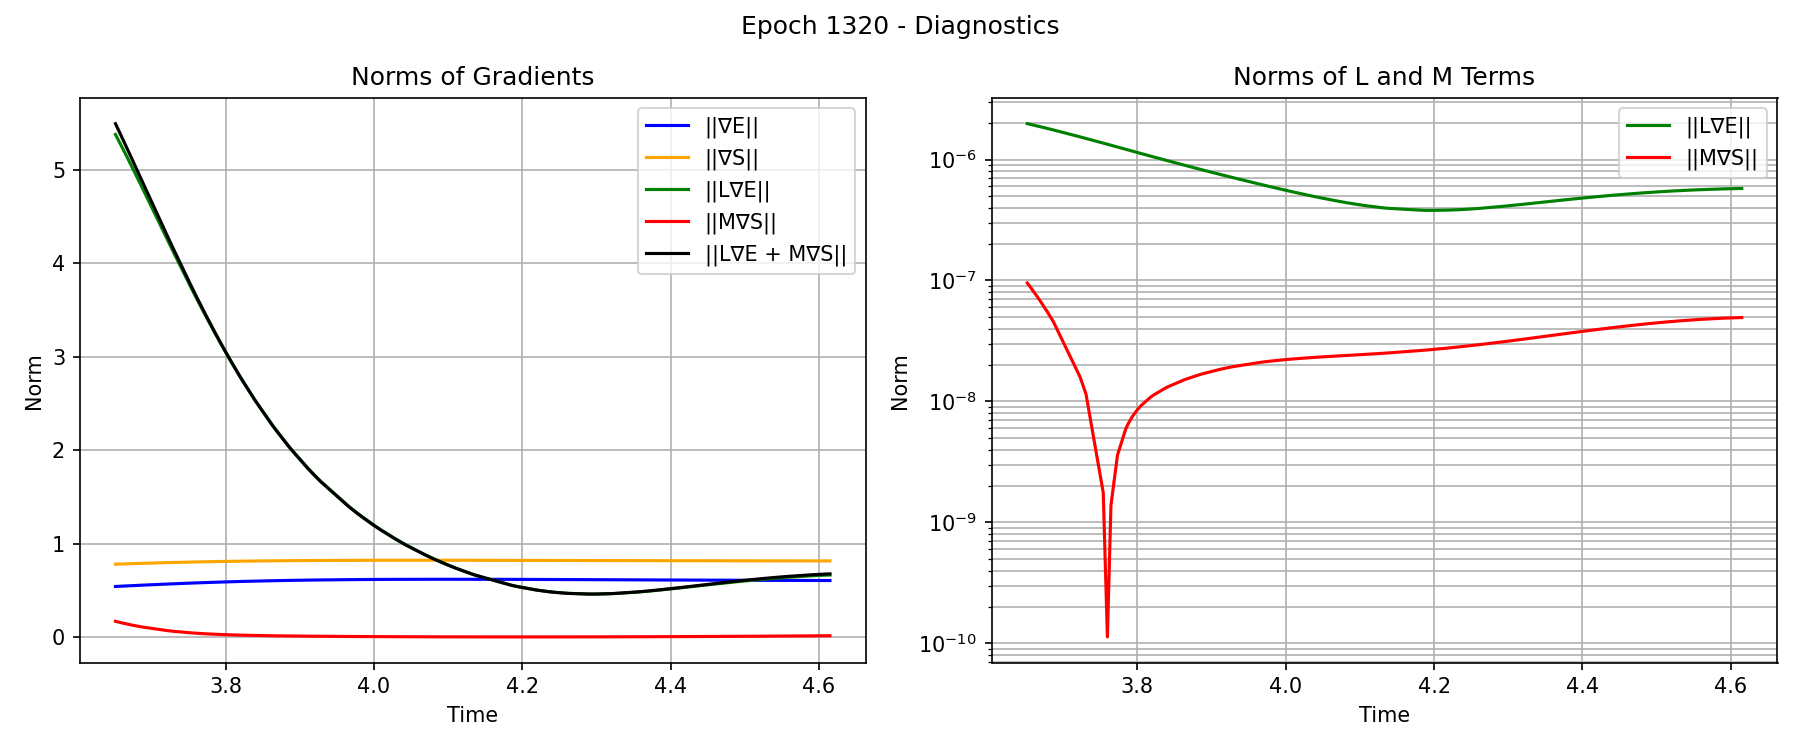 Epoch 1320 - Diagnostics
Norms of Gradients
Norm
5
4
3
2
1
0
3.8 4.0 4.2 4.4 4.6
Time
||∇E||
||∇S||
||L∇E||
||M∇S||
||L∇E + M∇S||
Norms of L and M Terms
Norm
10⁻⁶
10⁻⁷
10⁻⁸
10⁻⁹
10⁻¹⁰
3.8 4.0 4.2 4.4 4.6
Time
||L∇E||
||M∇S||